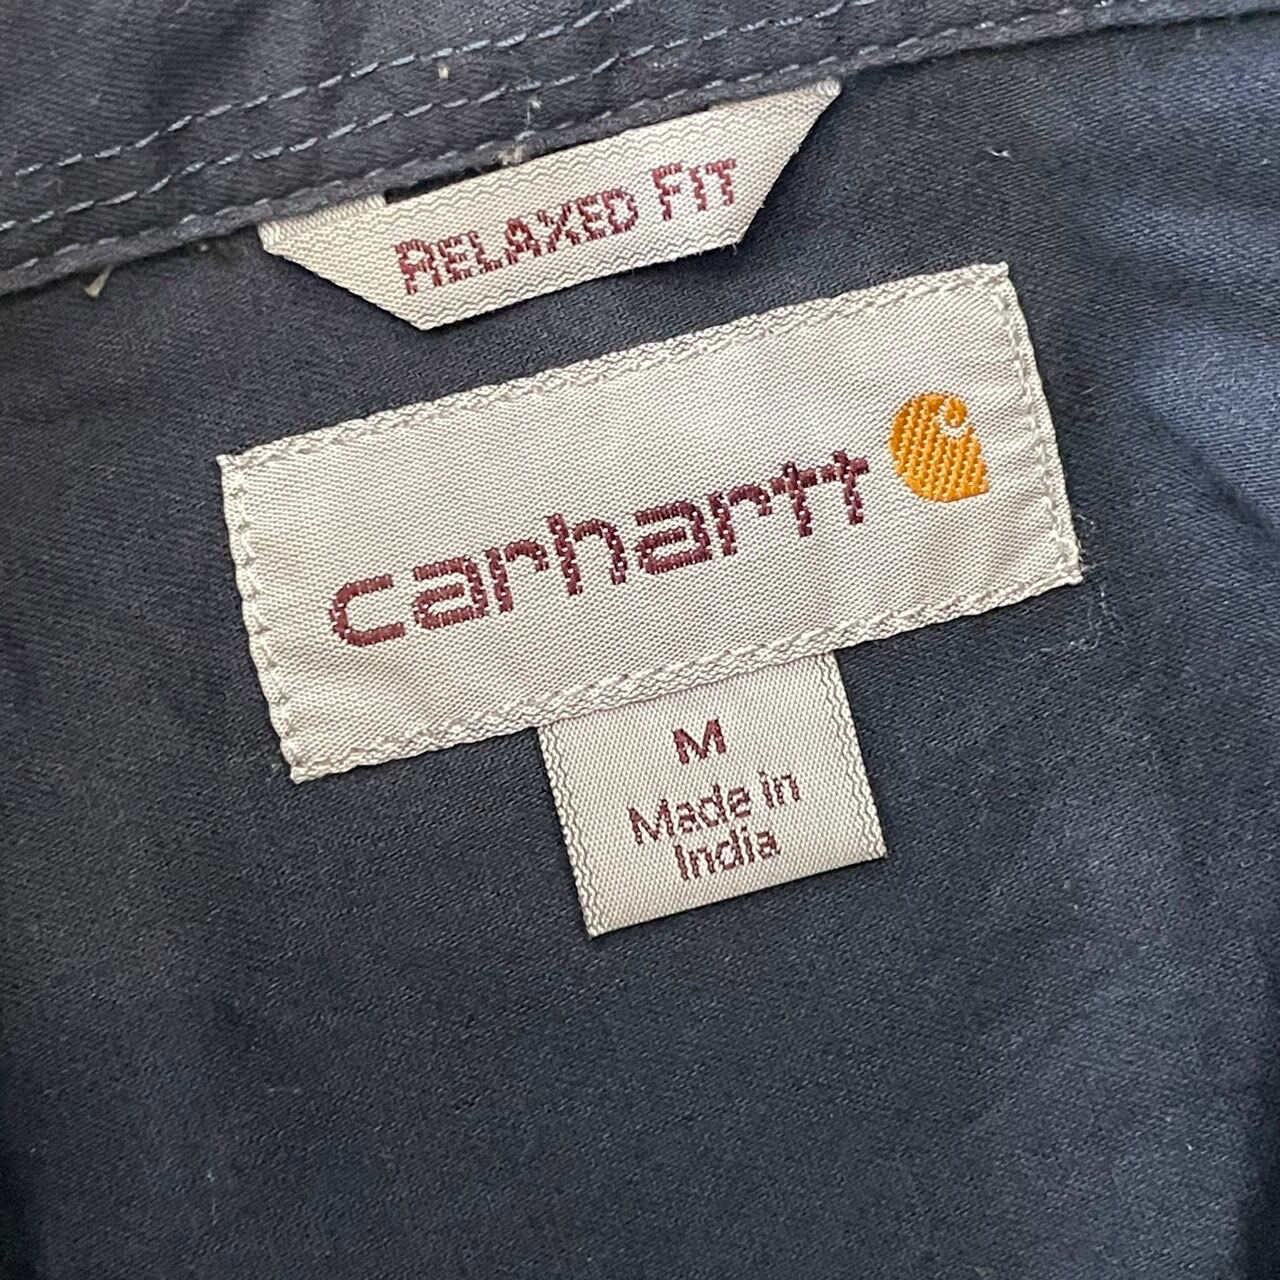 RELAXED FIT
carhartt
M
Made in
India